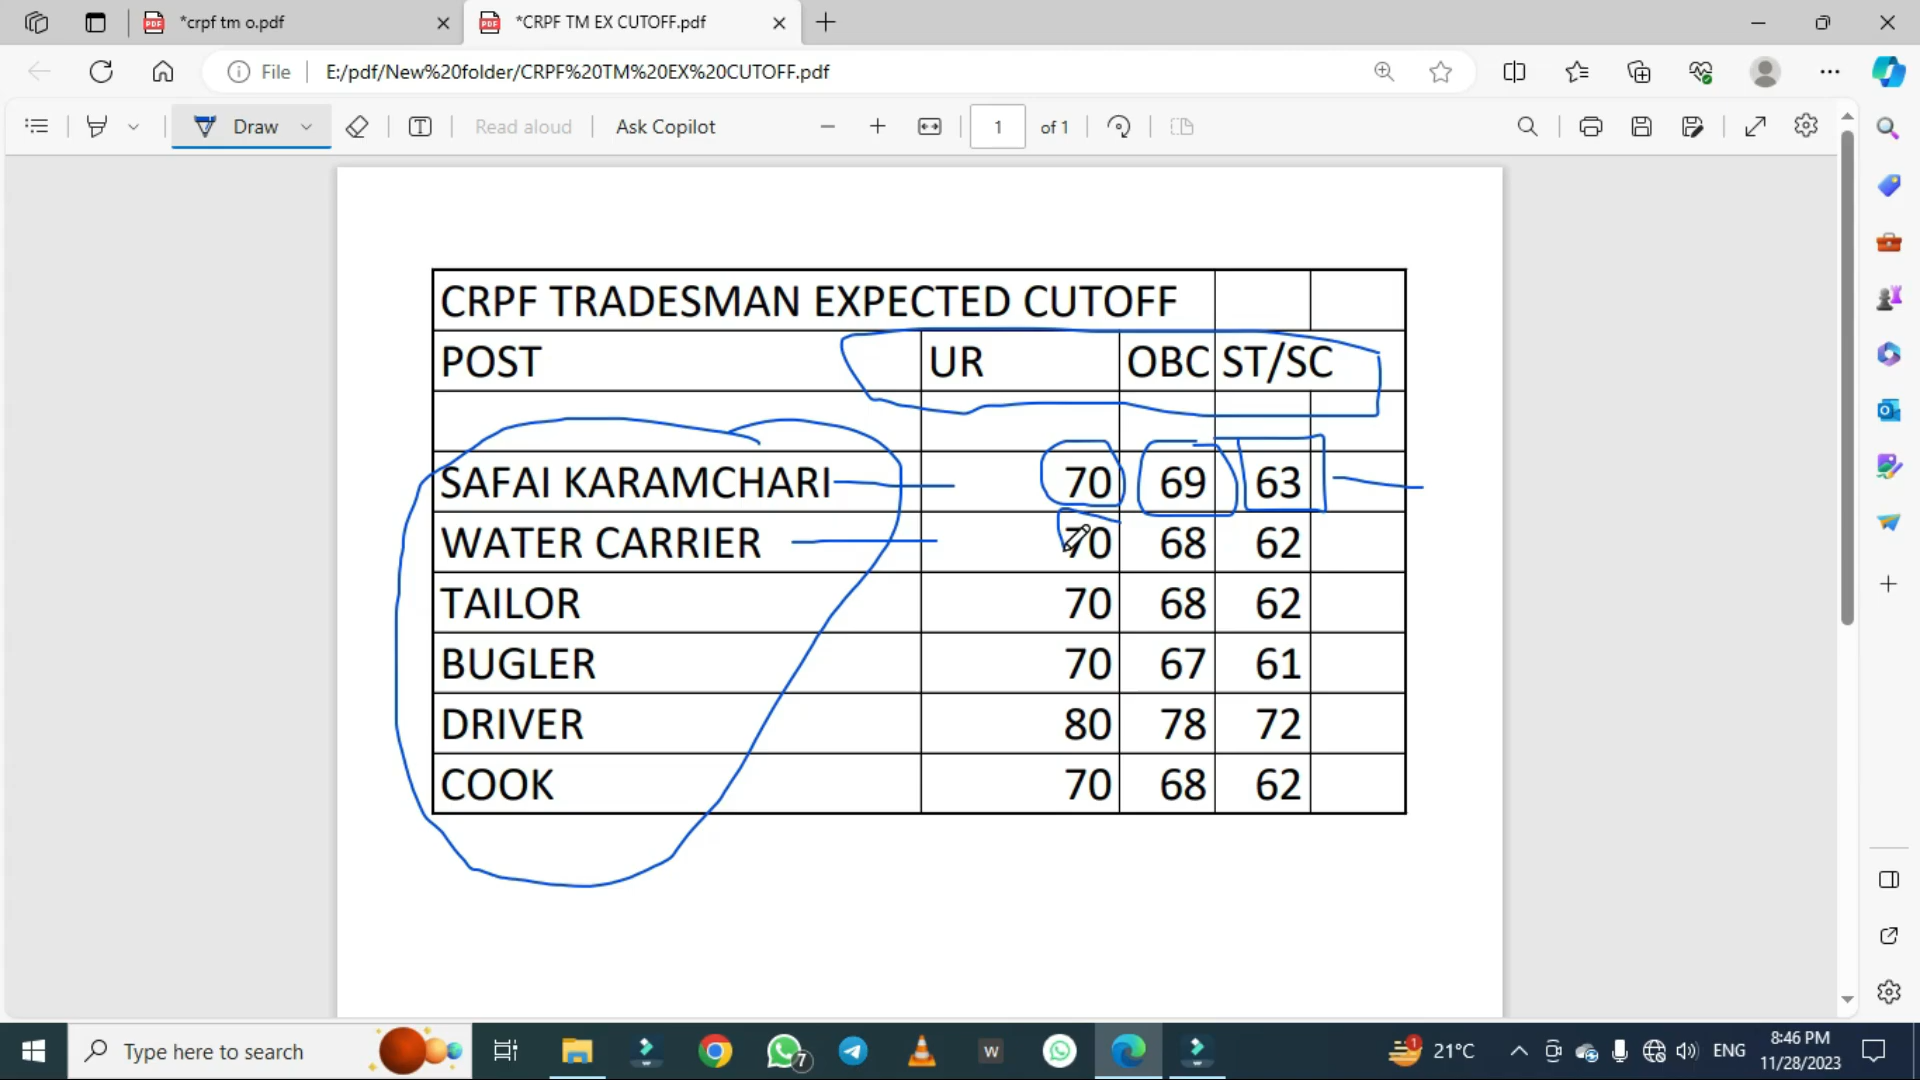 *crpf tm o.pdf
*CRPF TM EX CUTOFF.pdf
File E:/pdf/New%20folder/CRPF%20TM%20EX%20CUTOFF.pdf
Draw Read aloud Ask Copilot 1 of 1
CRPF TRADESMAN EXPECTED CUTOFF
POST UR OBC ST/SC
SAFAI KARAMCHARI 70 69 63
WATER CARRIER 70 68 62
TAILOR 70 68 62
BUGLER 70 67 61
DRIVER 80 78 72
COOK 70 68 62
Type here to search 7 W 1 21°C ENG 8:46 PM
11/28/2023